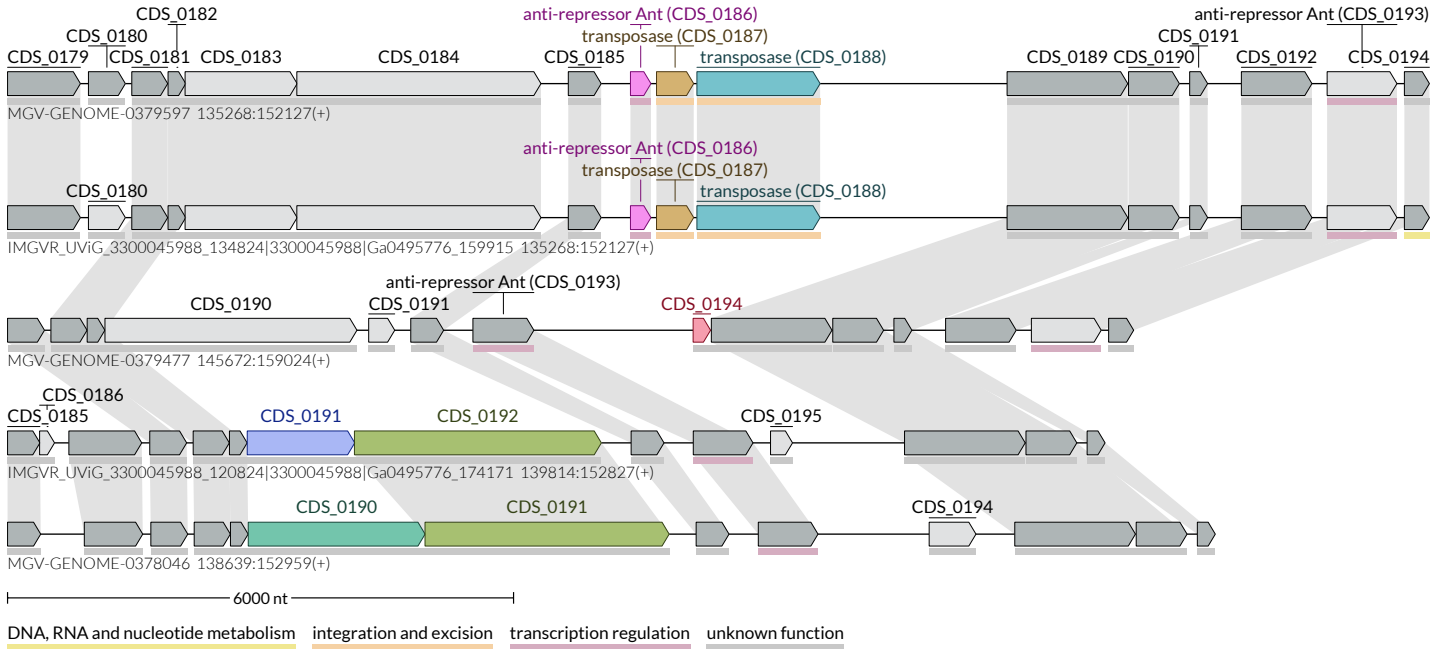 CDS_0182
anti-repressor Ant (CDS_0186)
anti-repressor Ant (CDS_0193)
CDS_0180
transposase (CDS_0187)
CDS_0191
CDS_0179 CDS_0181 CDS_0183 CDS_0184 CDS_0185 transposase (CDS_0188) CDS_0189 CDS_0190 CDS_0192 CDS_0194
MGV-GENOME-0379597 135268:152127(+)
anti-repressor Ant (CDS_0186)
transposase (CDS_0187)
CDS_0180 transposase (CDS_0188)
IMGVR_UViG_3300045988_134824|3300045988|Ga0495776_159915 135268:152127(+)
anti-repressor Ant (CDS_0193)
CDS_0190 CDS_0191 CDS_0194
MGV-GENOME-0379477 145672:159024(+)
CDS_0186
CDS_0185 CDS_0191 CDS_0192 CDS_0195
IMGVR_UViG_3300045988_120824|3300045988|Ga0495776_174171 139814:152827(+)
CDS_0190 CDS_0191 CDS_0194
MGV-GENOME-0378046 138639:152959(+)
6000 nt
DNA, RNA and nucleotide metabolism integration and excision transcription regulation unknown function